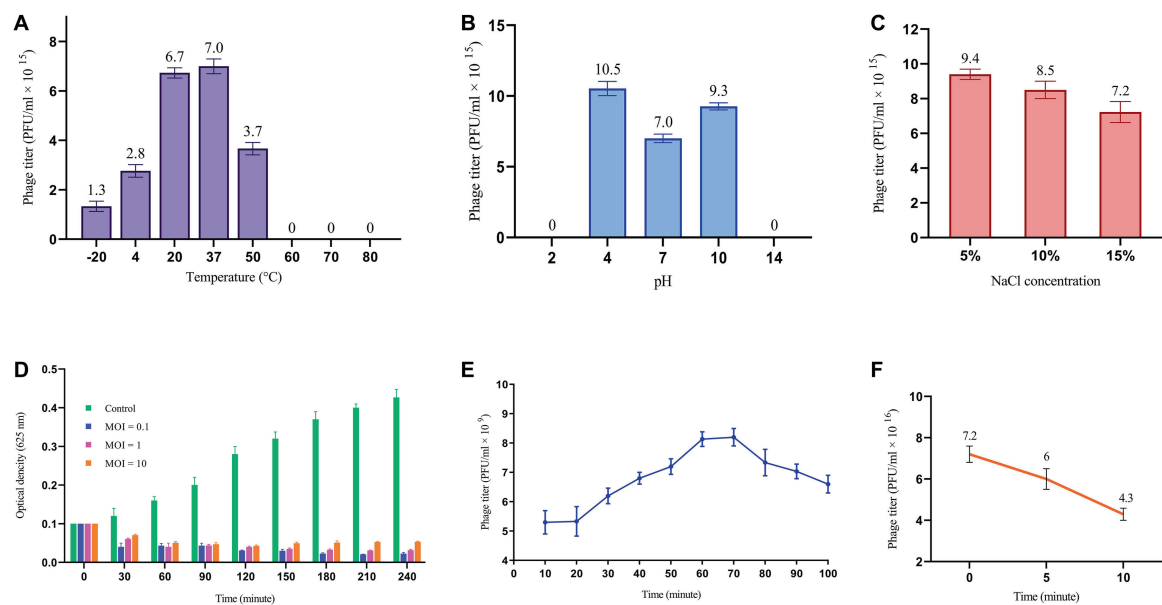 A
Phage titer (PFU/ml × 10 15)
8
6
4
2
0
1.3
2.8
6.7
7.0
3.7
0
0
0
-20 4 20 37 50 60 70 80
Temperature (°C)
B
Phage titer (PFU/ml × 10 15)
15
10
5
0
0
10.5
7.0
9.3
0
2 4 7 10 14
pH
C
Phage titer (PFU/ml × 10 15)
12
10
8
6
4
2
0
9.4
8.5
7.2
5% 10% 15%
NaCl concentration
D
Optical dencity (625 nm)
0.5
0.4
0.3
0.2
0.1
0.0
Control
MOI = 0.1
MOI = 1
MOI = 10
0 30 60 90 120 150 180 210 240
Time (minute)
E
Phage titer (PFU/ml × 10 9)
10
9
8
7
6
5
4
0 10 20 30 40 50 60 70 80 90 100
Time (minute)
F
Phage titer (PFU/ml × 10 16)
10
8
6
4
2
7.2
6
4.3
0 5 10
Time (minute)